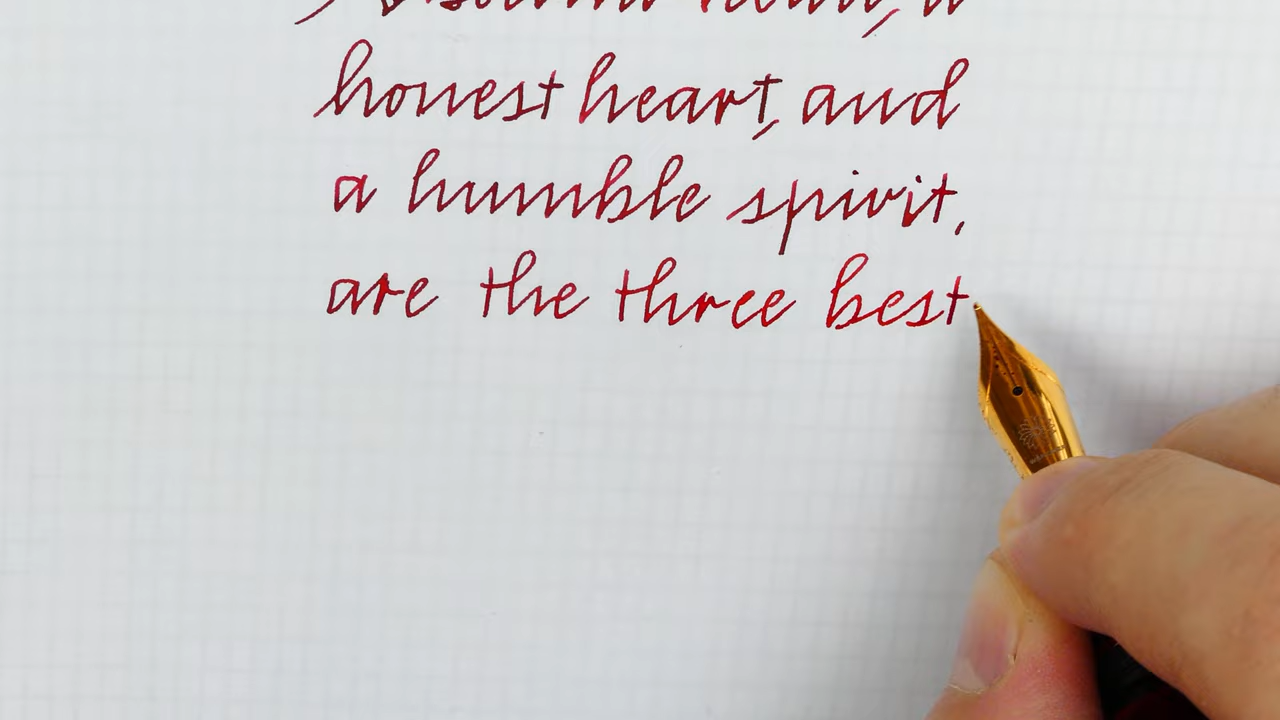 a
honest heart, and
a humble spirit,
are the three best